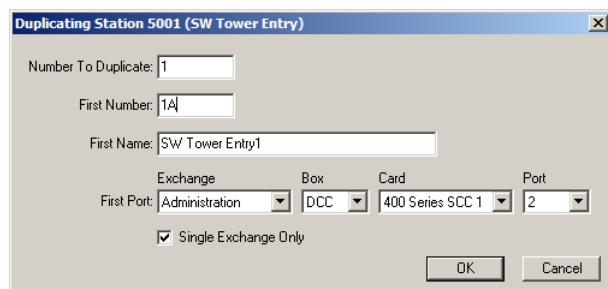 Duplicating Station 5001 (SW Tower Entry)
Number To Duplicate: 1
First Number: 1A
First Name: SW Tower Entry1
Exchange Box Card Port
First Port: Administration DCC 400 Series SCC 1 2
Single Exchange Only
OK Cancel